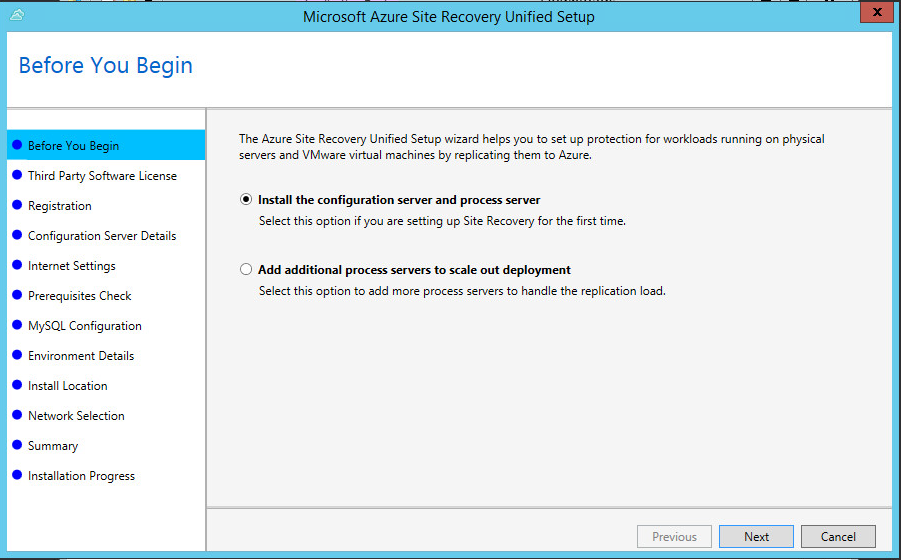 Microsoft Azure Site Recovery Unified Setup
x
Before You Begin
Before You Begin
Third Party Software License
Registration
Configuration Server Details
Internet Settings
Prerequisites Check
MySQL Configuration
Environment Details
Install Location
Network Selection
Summary
Installation Progress
The Azure Site Recovery Unified Setup wizard helps you to set up protection for workloads running on physical
servers and VMware virtual machines by replicating them to Azure.
Install the configuration server and process server
Select this option if you are setting up Site Recovery for the first time.
Add additional process servers to scale out deployment
Select this option to add more process servers to handle the replication load.
Previous
Next
Cancel